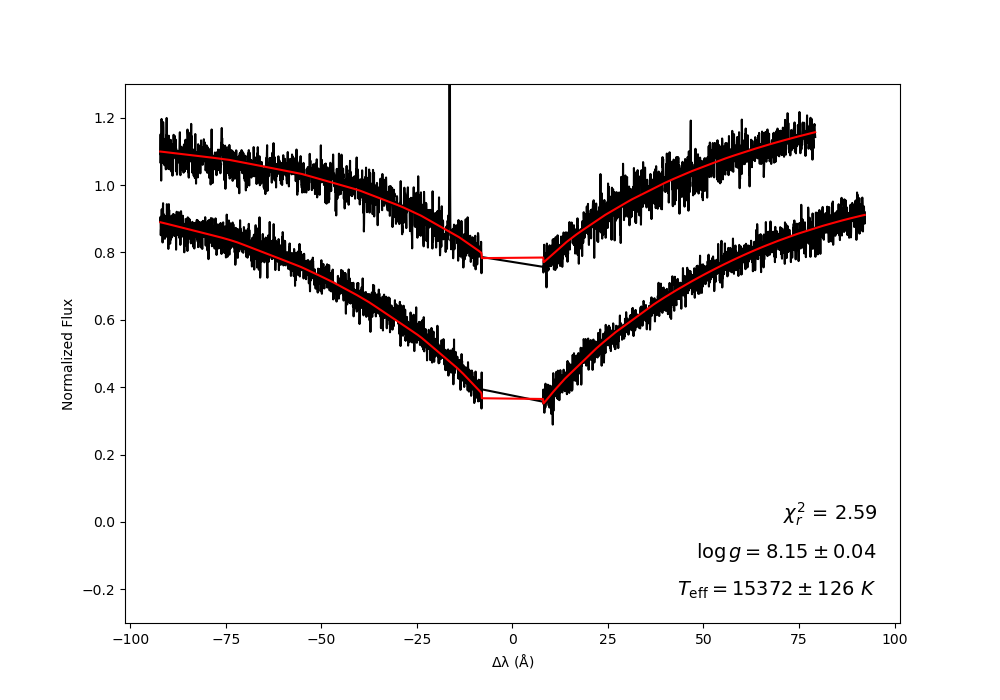 1.2
1.0
0.8
0.6
0.4
0.2
0.0
−0.2
Normalized Flux
χ²ᵣ = 2.59
log g = 8.15 ± 0.04
T_eff = 15372 ± 126 K
−100 −75 −50 −25 0 25 50 75 100
Δλ (Å)